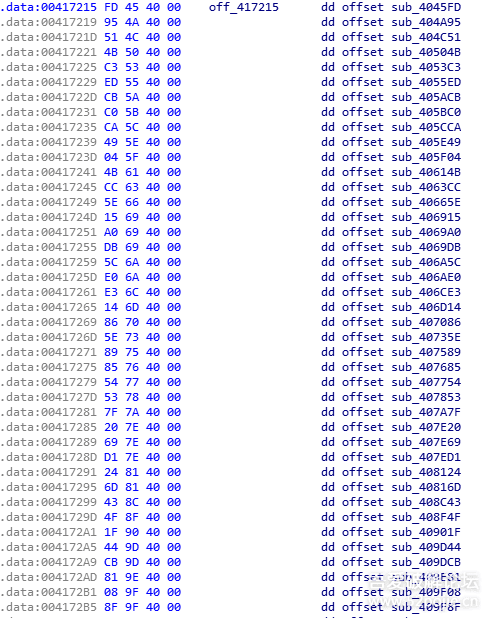 .data:00417215 FD 45 40 00 off_417215 dd offset sub_4045FD
.data:00417219 95 4A 40 00 dd offset sub_404A95
.data:0041721D 51 4C 40 00 dd offset sub_404C51
.data:00417221 4B 50 40 00 dd offset sub_40504B
.data:00417225 C3 53 40 00 dd offset sub_4053C3
.data:00417229 ED 55 40 00 dd offset sub_4055ED
.data:0041722D CB 5A 40 00 dd offset sub_405ACB
.data:00417231 C0 5B 40 00 dd offset sub_405BC0
.data:00417235 CA 5C 40 00 dd offset sub_405CCA
.data:00417239 49 5E 40 00 dd offset sub_405E49
.data:0041723D 04 5F 40 00 dd offset sub_405F04
.data:00417241 4B 61 40 00 dd offset sub_40614B
.data:00417245 CC 63 40 00 dd offset sub_4063CC
.data:00417249 5E 66 40 00 dd offset sub_40665E
.data:0041724D 15 69 40 00 dd offset sub_406915
.data:00417251 A0 69 40 00 dd offset sub_4069A0
.data:00417255 DB 69 40 00 dd offset sub_4069DB
.data:00417259 5C 6A 40 00 dd offset sub_406A5C
.data:0041725D E0 6A 40 00 dd offset sub_406AE0
.data:00417261 E3 6C 40 00 dd offset sub_406CE3
.data:00417265 14 6D 40 00 dd offset sub_406D14
.data:00417269 86 70 40 00 dd offset sub_407086
.data:0041726D 5E 73 40 00 dd offset sub_40735E
.data:00417271 89 75 40 00 dd offset sub_407589
.data:00417275 85 76 40 00 dd offset sub_407685
.data:00417279 54 77 40 00 dd offset sub_407754
.data:0041727D 53 78 40 00 dd offset sub_407853
.data:00417281 7F 7A 40 00 dd offset sub_407A7F
.data:00417285 20 7E 40 00 dd offset sub_407E20
.data:00417289 69 7E 40 00 dd offset sub_407E69
.data:0041728D D1 7E 40 00 dd offset sub_407ED1
.data:00417291 24 81 40 00 dd offset sub_408124
.data:00417295 6D 81 40 00 dd offset sub_40816D
.data:00417299 43 8C 40 00 dd offset sub_408C43
.data:0041729D 4F 8F 40 00 dd offset sub_408F4F
.data:004172A1 1F 90 40 00 dd offset sub_40901F
.data:004172A5 44 9D 40 00 dd offset sub_409D44
.data:004172A9 CB 9D 40 00 dd offset sub_409DCB
.data:004172AD 81 9E 40 00 dd offset sub_409E81
.data:004172B1 08 9F 40 00 dd offset sub_409F08
.data:004172B5 8F 9F 40 00 dd offset sub_409F8F